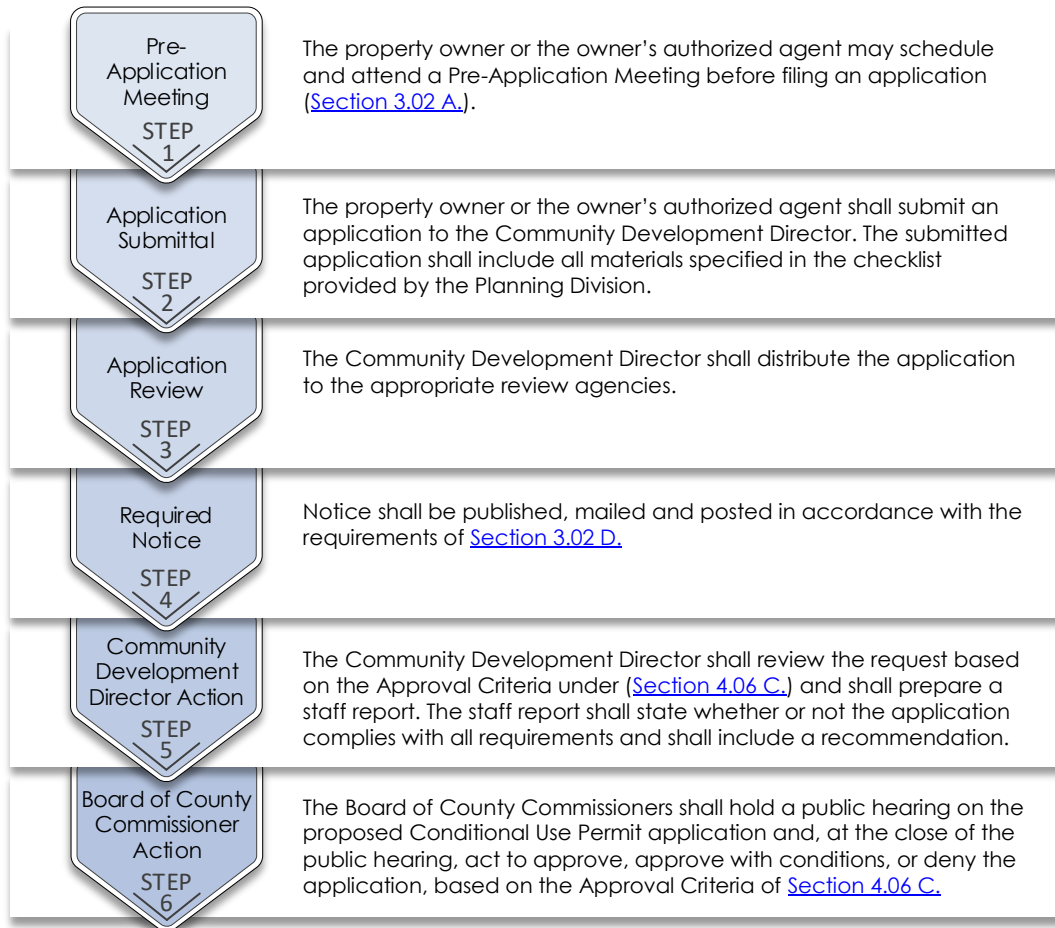 Pre-
Application
Meeting
STEP
1
The property owner or the owner’s authorized agent may schedule
and attend a Pre-Application Meeting before filing an application
(Section 3.02 A.).
Application
Submittal
STEP
2
The property owner or the owner’s authorized agent shall submit an
application to the Community Development Director. The submitted
application shall include all materials specified in the checklist
provided by the Planning Division.
Application
Review
STEP
3
The Community Development Director shall distribute the application
to the appropriate review agencies.
Required
Notice
STEP
4
Notice shall be published, mailed and posted in accordance with the
requirements of Section 3.02 D.
Community
Development
Director Action
STEP
5
The Community Development Director shall review the request based
on the Approval Criteria under (Section 4.06 C.) and shall prepare a
staff report. The staff report shall state whether or not the application
complies with all requirements and shall include a recommendation.
Board of County
Commissioner
Action
STEP
6
The Board of County Commissioners shall hold a public hearing on the
proposed Conditional Use Permit application and, at the close of the
public hearing, act to approve, approve with conditions, or deny the
application, based on the Approval Criteria of Section 4.06 C.